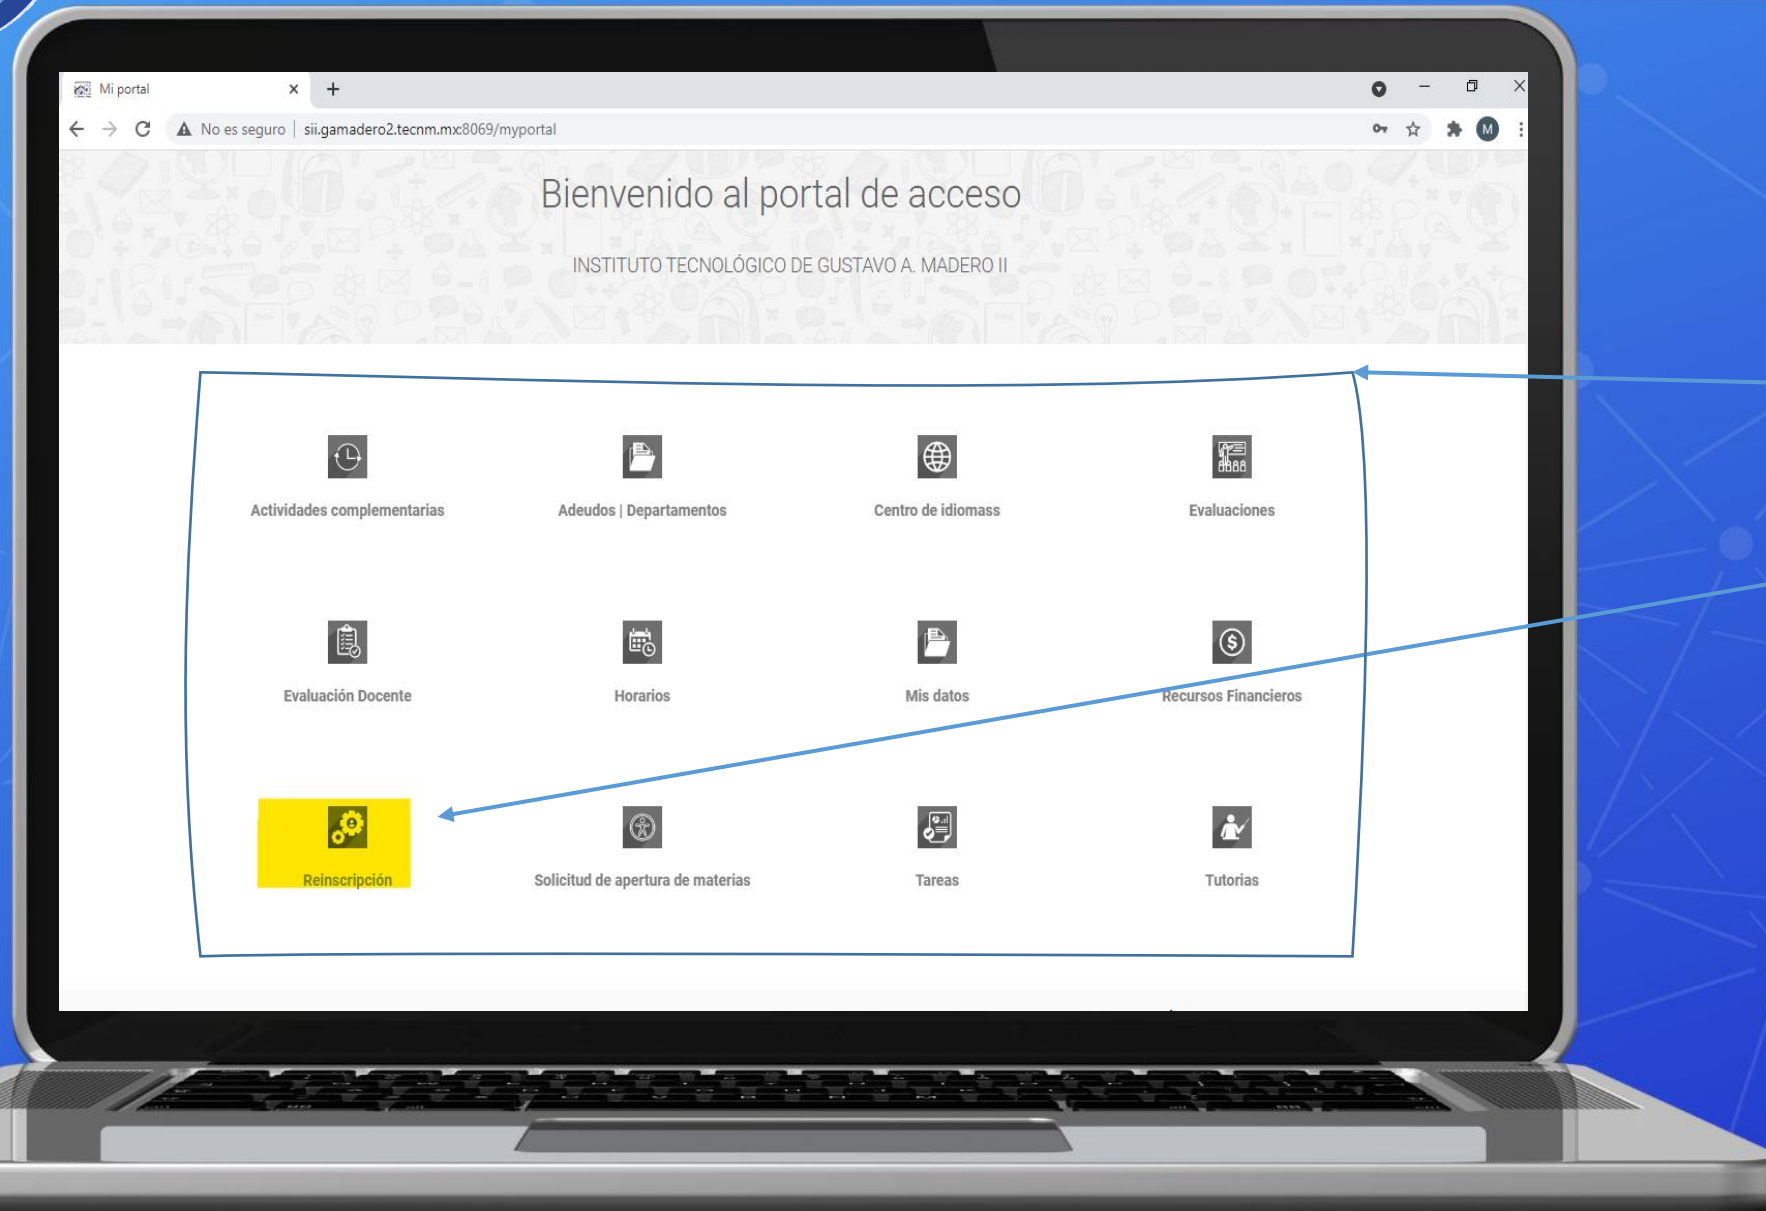 Mi portal
No es seguro | sii.gamadero2.tecnm.mx:8069/myportal
M
Bienvenido al portal de acceso
INSTITUTO TECNOLÓGICO DE GUSTAVO A. MADERO II
Actividades complementarias
Adeudos | Departamentos
Centro de idiomass
Evaluaciones
Evaluación Docente
Horarios
Mis datos
Recursos Financieros
Reinscripción
Solicitud de apertura de materias
Tareas
Tutorias